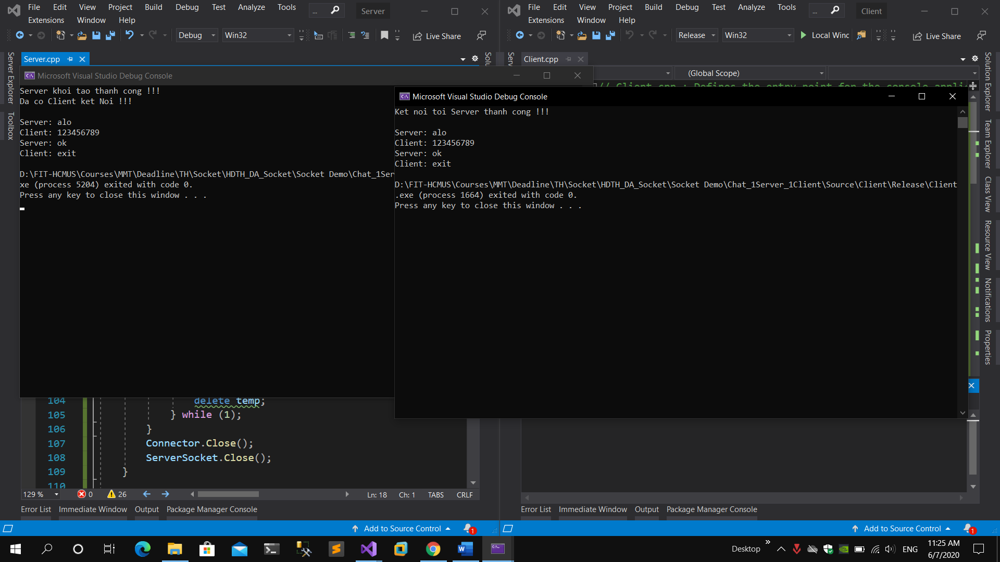 File Edit View Project Build Debug Test Analyze Tools ... Server
Extensions Window Help
Debug Win32 Live Share
Server.cpp
Server Explorer
Toolbox
Microsoft Visual Studio Debug Console
Server khoi tao thanh cong !!!
Da co Client ket Noi !!!
Server: alo
Client: 123456789
Server: ok
Client: exit
D:\FIT-HCMUS\Courses\MMT\Deadline\TH\Socket\HDTH_DA_Socket\Socket Demo\Chat_1Ser
xe (process 5204) exited with code 0.
Press any key to close this window . . .
104 delete temp;
105 } while (1);
106 }
107 Connector.Close();
108 ServerSocket.Close();
109 }
110
129 % 0 26 Ln: 18 Ch: 1 TABS CRLF
Error List Immediate Window Output Package Manager Console
Add to Source Control 1
File Edit View Project Build Debug Test Analyze Tools ... Client
Extensions Window Help
Release Win32 Local Winc Live Share
Client.cpp
(Global Scope)
// Client.cpp : Defines the entry point for the console appli
Microsoft Visual Studio Debug Console
Ket noi toi Server thanh cong !!!
Server: alo
Client: 123456789
Server: ok
Client: exit
D:\FIT-HCMUS\Courses\MMT\Deadline\TH\Socket\HDTH_DA_Socket\Socket Demo\Chat_1Server_1Client\Source\Client\Release\Client
.exe (process 1664) exited with code 0.
Press any key to close this window . . .
Solution Explorer
Team Explorer
Class View
Resource View
Notifications
Properties
Error List Immediate Window Output Package Manager Console
Add to Source Control 1
Desktop ENG 11:25 AM
6/7/2020